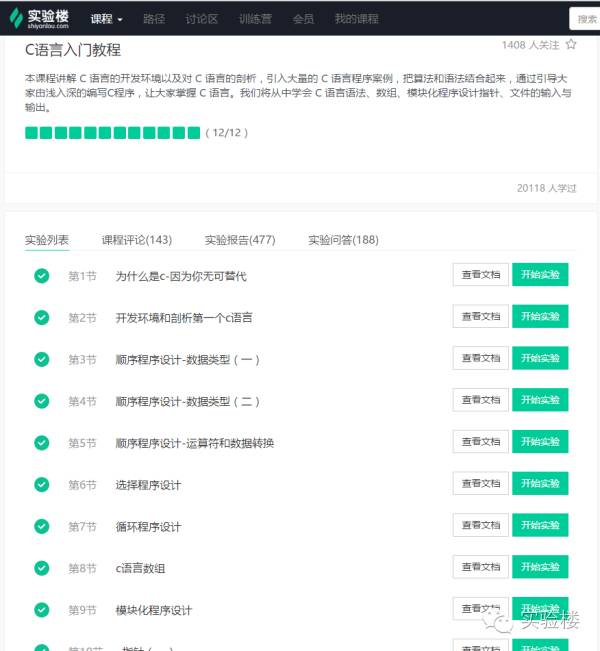 实验楼
shiyanlou.com
课程 路径 讨论区 训练营 会员 我的课程 搜索
C语言入门教程 1408 人关注
本课程讲解 C 语言的开发环境以及对 C 语言的剖析，引入大量的 C 语言程序案例，把算法和语法结合起来，通过引导大
家由浅入深的编写C程序，让大家掌握 C 语言。我们将从中学会 C 语言语法、数组、模块化程序设计指针、文件的输入与
输出。
( 12/12 )
20118 人学过
实验列表 课程评论(143) 实验报告(477) 实验问答(188)
第1节 为什么是c-因为你无可替代 查看文档 开始实验
第2节 开发环境和剖析第一个c语言 查看文档 开始实验
第3节 顺序程序设计-数据类型（一） 查看文档 开始实验
第4节 顺序程序设计-数据类型（二） 查看文档 开始实验
第5节 顺序程序设计-运算符和数据转换 查看文档 开始实验
第6节 选择程序设计 查看文档 开始实验
第7节 循环程序设计 查看文档 开始实验
第8节 c语言数组 查看文档 开始实验
第9节 模块化程序设计 查看文档 开始实验
实验楼
第10节 查看文档 开始实验